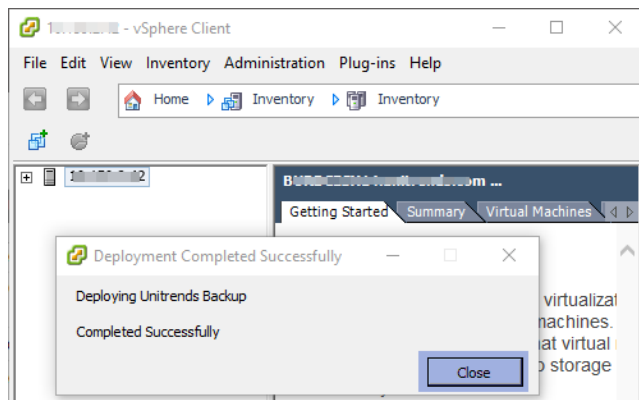 - vSphere Client
File Edit View Inventory Administration Plug-ins Help
Home Inventory Inventory
Getting Started Summary Virtual Machines
Deployment Completed Successfully
Deploying Unitrends Backup
virtualizat
machines.
Completed Successfully
at virtual
storage
Close